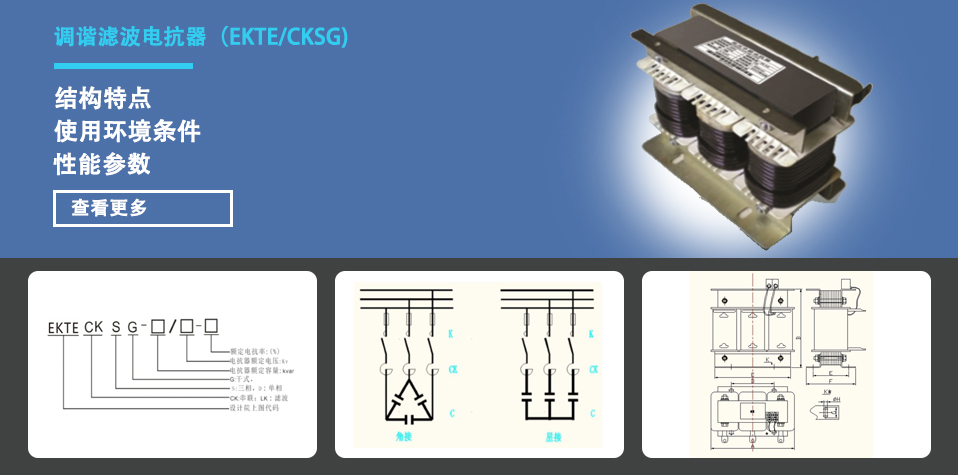 调谐滤波电抗器（EKTE/CKSG)
结构特点
使用环境条件
性能参数
查看更多
EKTE CK S G-□/□-□
额定电抗率:(%)
电抗器额定电压:kv
电抗器额定容量:kvar
G:干式,
S:三相, D: 单相
CK:串联: LK: 滤波
设计院上图代码
K
CK
C
角接
K
CK
C
星接
K
E
F
K向
ØH
C
D
B
A